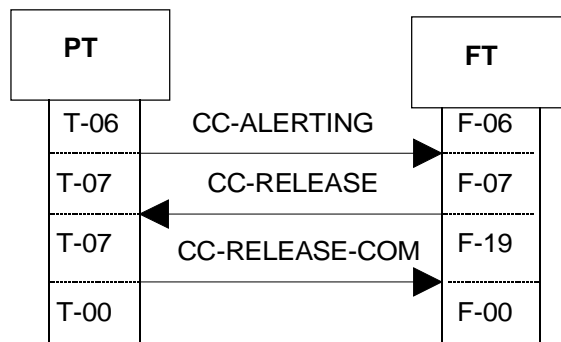 PT
FT
T-06 CC-ALERTING F-06
T-07 CC-RELEASE F-07
T-07 CC-RELEASE-COM F-19
T-00 F-00